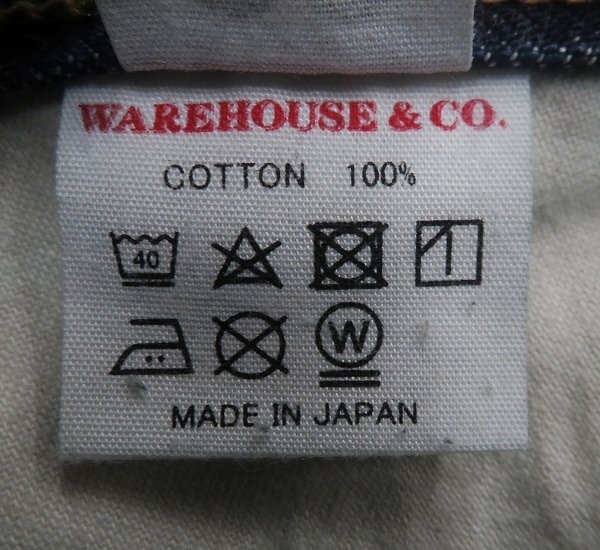 WAREHOUSE & CO.
COTTON 100%
40
W
MADE IN JAPAN